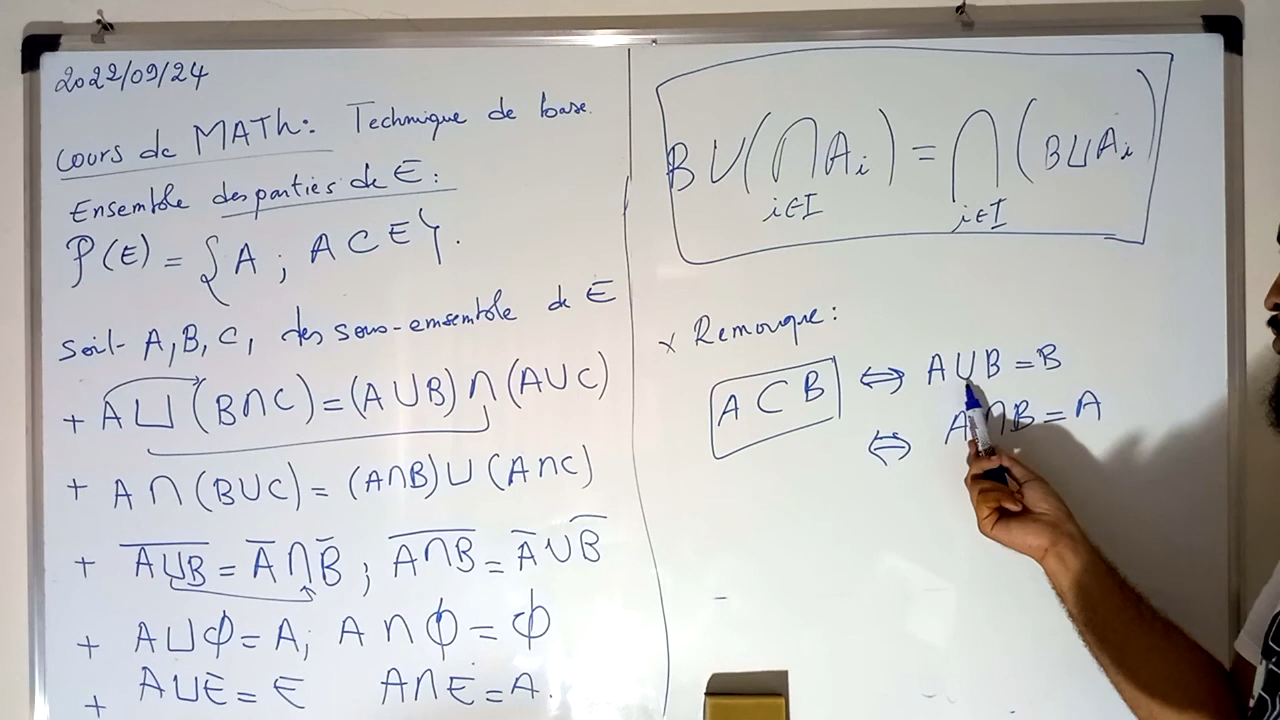 2022/09/24
Cours de MATH: Technique de base.
Ensemble des parties de E:
P(E) = { A ; A ⊂ E }.
soit A, B, C, des sous-ensemble de E
+ A ∪ (B ∩ C) = (A ∪ B) ∩ (A ∪ C)
+ A ∩ (B ∪ C) = (A ∩ B) ∪ (A ∩ C)
+ A̅ ∪̅ B̅ = A̅ ∩ B̅ ; A̅ ∩̅ B̅ = A̅ ∪ B̅
+ A ∪ ϕ = A ; A ∩ ϕ = ϕ
+ A ∪ E = E A ∩ E = A.
B ∪ (⋂ Aᵢ) = ⋂ (B ∪ Aᵢ)
i∈I i∈I
× Remarque :
A ⊂ B ⇔ A ∪ B = B
⇔ A ∩ B = A